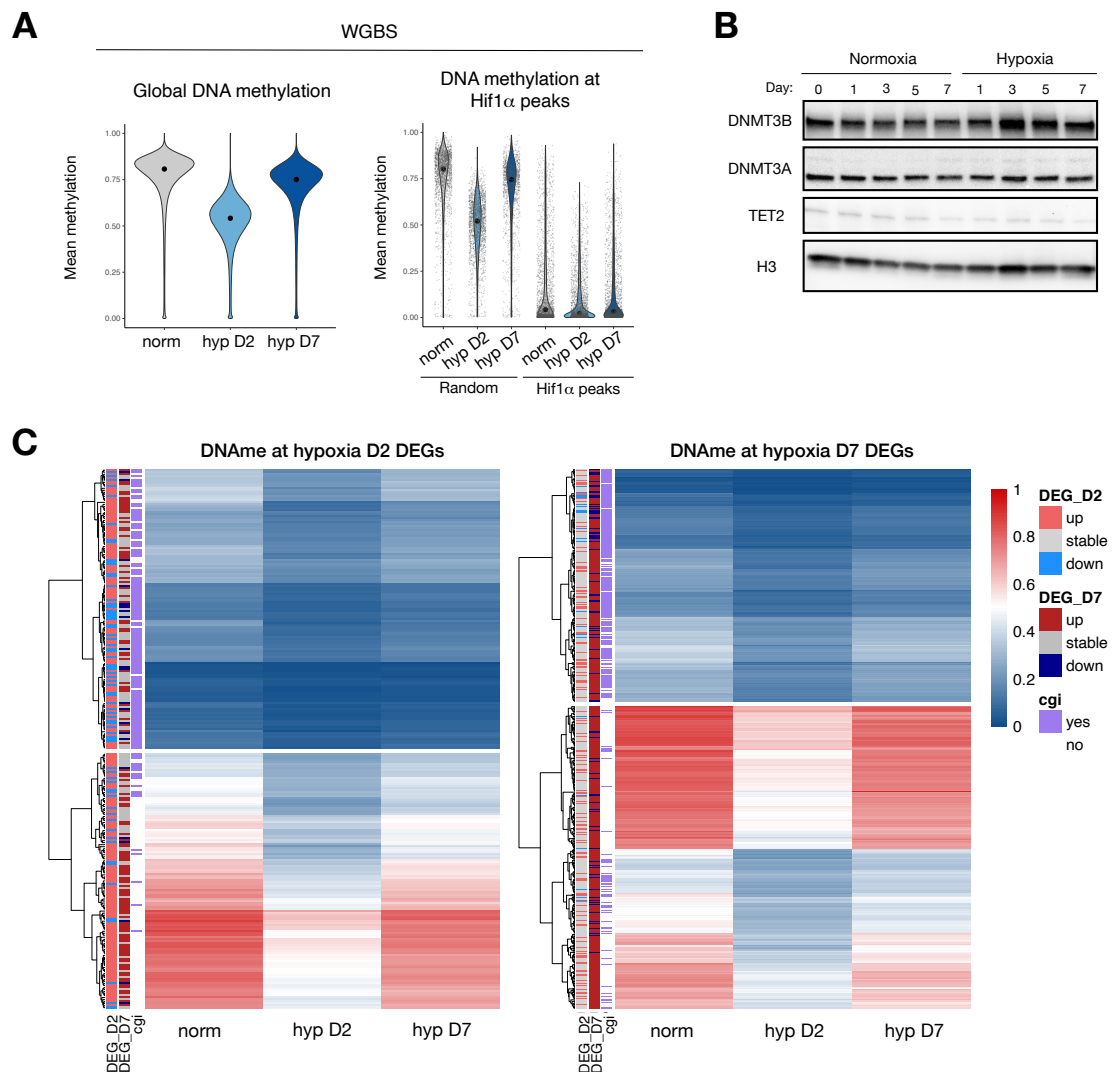 A
WGBS
Global DNA methylation
Mean methylation
1.00
0.75
0.50
0.25
0.00
norm
hyp D2
hyp D7
DNA methylation at
Hif1α peaks
Mean methylation
1.00
0.75
0.50
0.25
0.00
norm
hyp D2
hyp D7
norm
hyp D2
hyp D7
Random
Hif1α peaks
B
Normoxia
Hypoxia
Day:
0
1
3
5
7
1
3
5
7
DNMT3B
DNMT3A
TET2
H3
C
DNAme at hypoxia D2 DEGs
DEG_D2
DEG_D7
cgi
norm
hyp D2
hyp D7
DNAme at hypoxia D7 DEGs
DEG_D2
DEG_D7
cgi
norm
hyp D2
hyp D7
1
0.8
0.6
0.4
0.2
0
DEG_D2
up
stable
down
DEG_D7
up
stable
down
cgi
yes
no